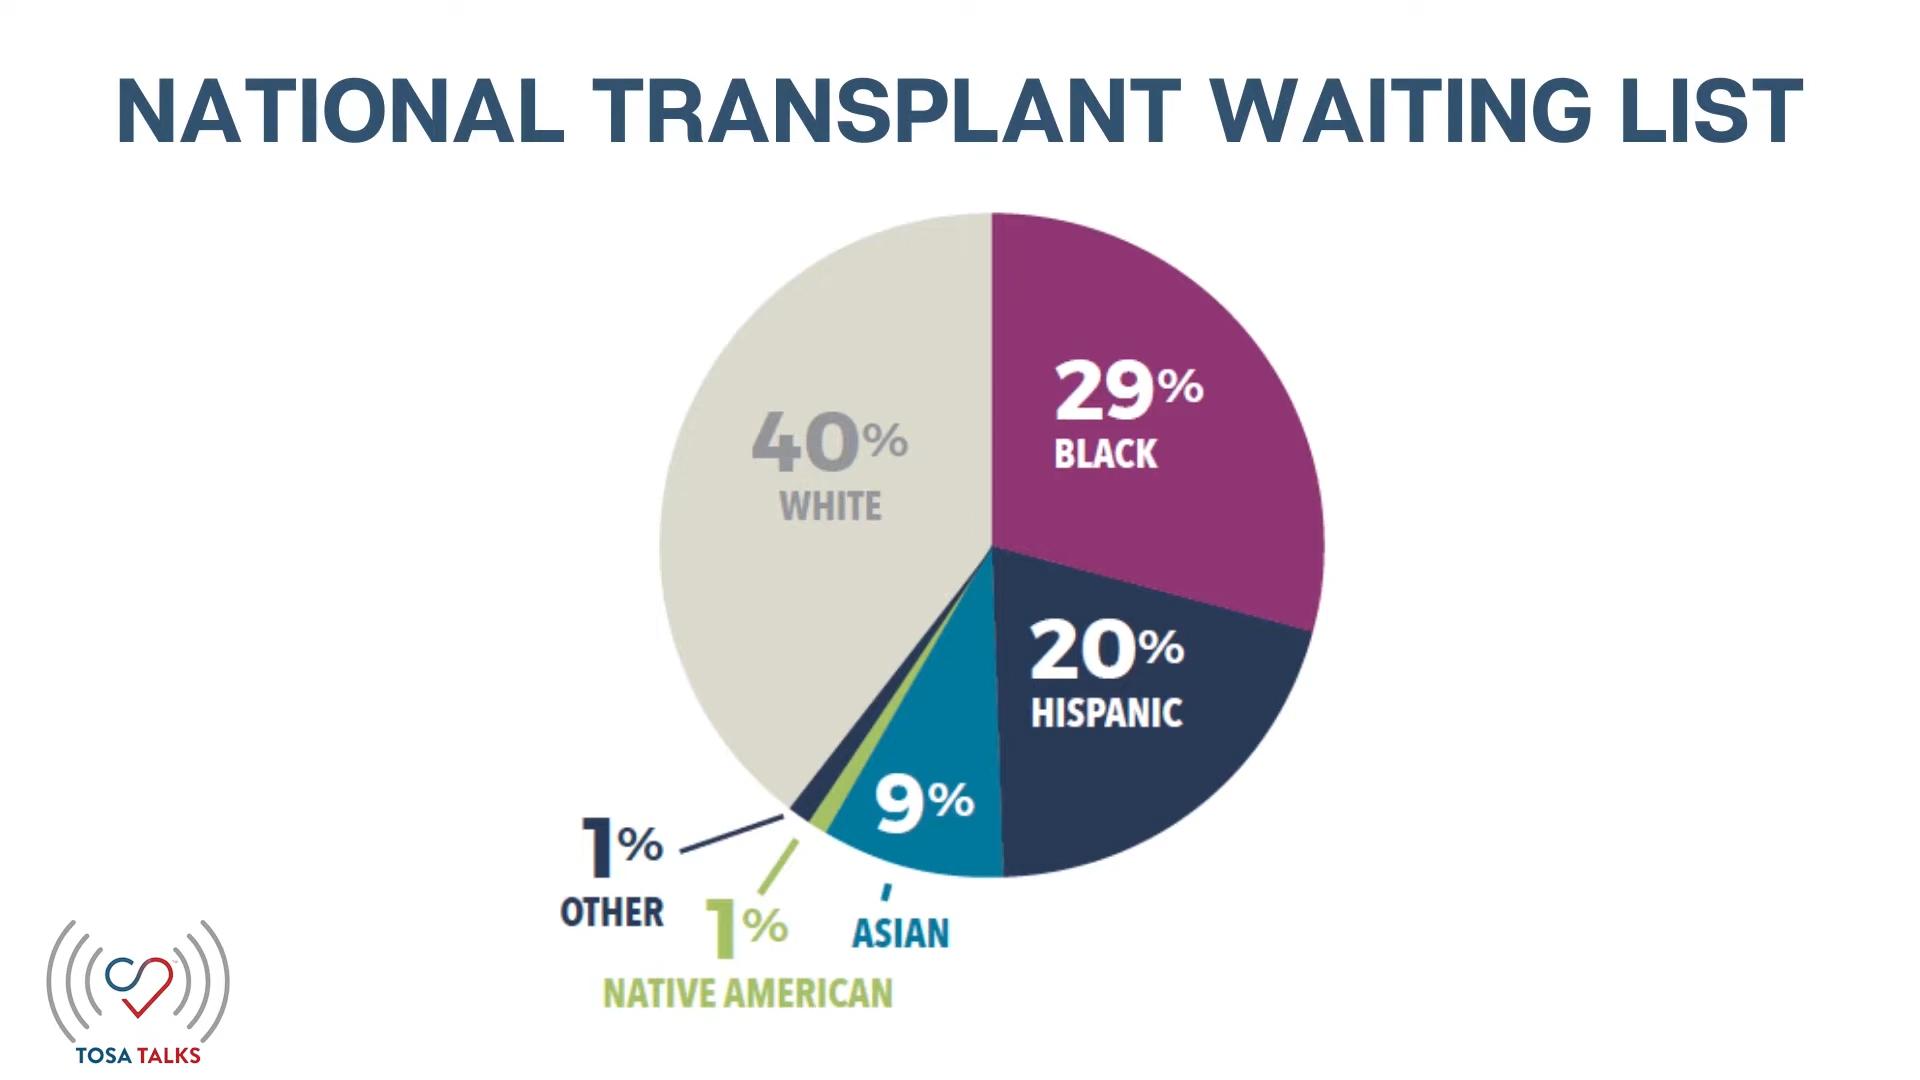 NATIONAL TRANSPLANT WAITING LIST
40%
WHITE
29%
BLACK
20%
HISPANIC
9%
ASIAN
1%
OTHER
1%
NATIVE AMERICAN
TOSA TALKS